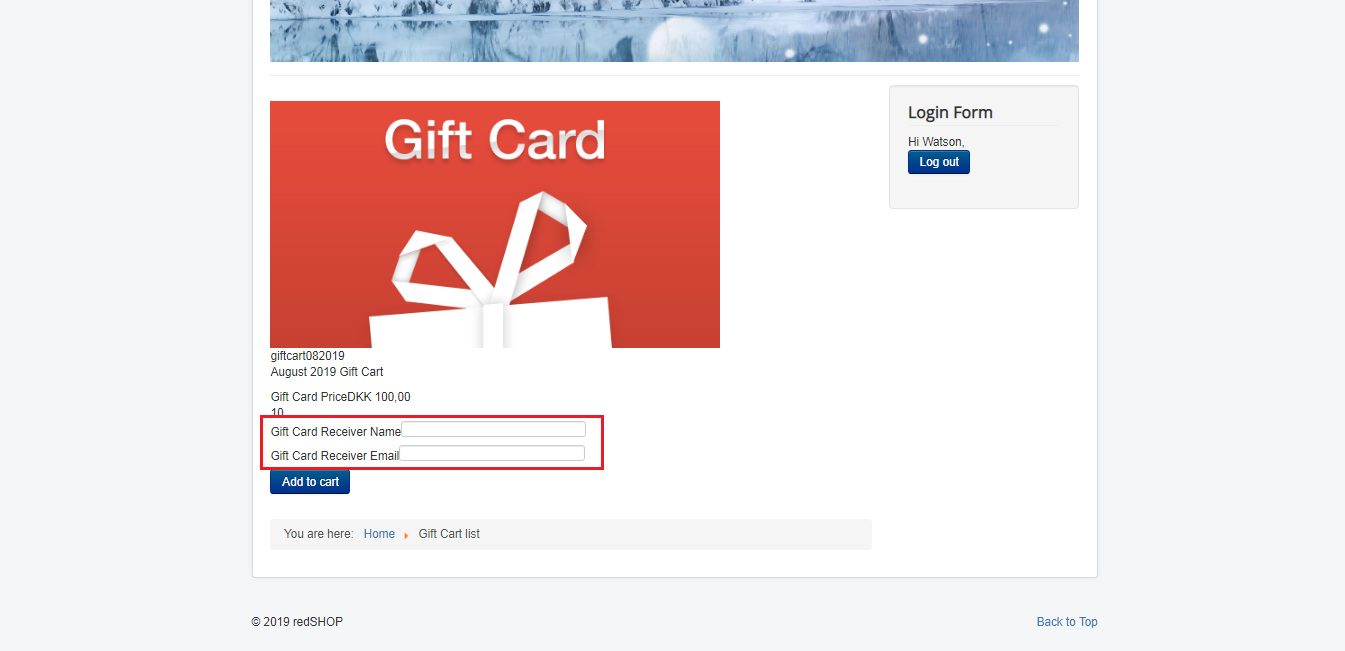 Gift Card
giftcart082019
August 2019 Gift Cart
Gift Card PriceDKK 100,00
10
Gift Card Receiver Name
Gift Card Receiver Email
Add to cart
You are here: Home Gift Cart list
Login Form
Hi Watson,
Log out
© 2019 redSHOP
Back to Top